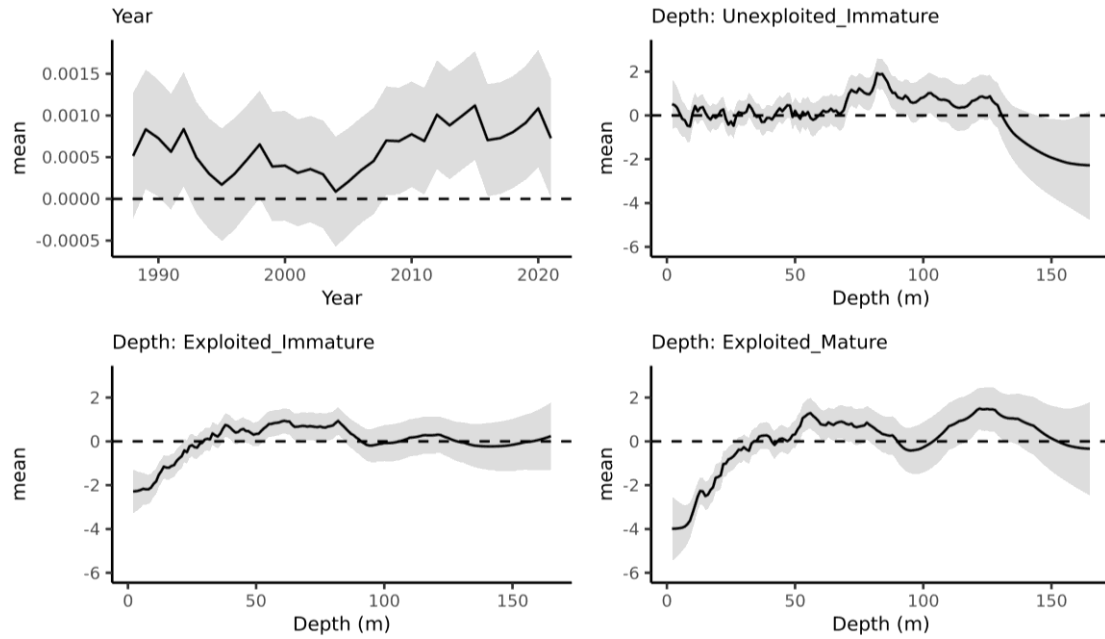 Year
0.0015
0.0010
0.0005
0.0000
-0.0005
mean
1990 2000 2010 2020
Year
Depth: Unexploited_Immature
2
0
-2
-4
-6
mean
0 50 100 150
Depth (m)
Depth: Exploited_Immature
2
0
-2
-4
-6
mean
0 50 100 150
Depth (m)
Depth: Exploited_Mature
2
0
-2
-4
-6
mean
0 50 100 150
Depth (m)